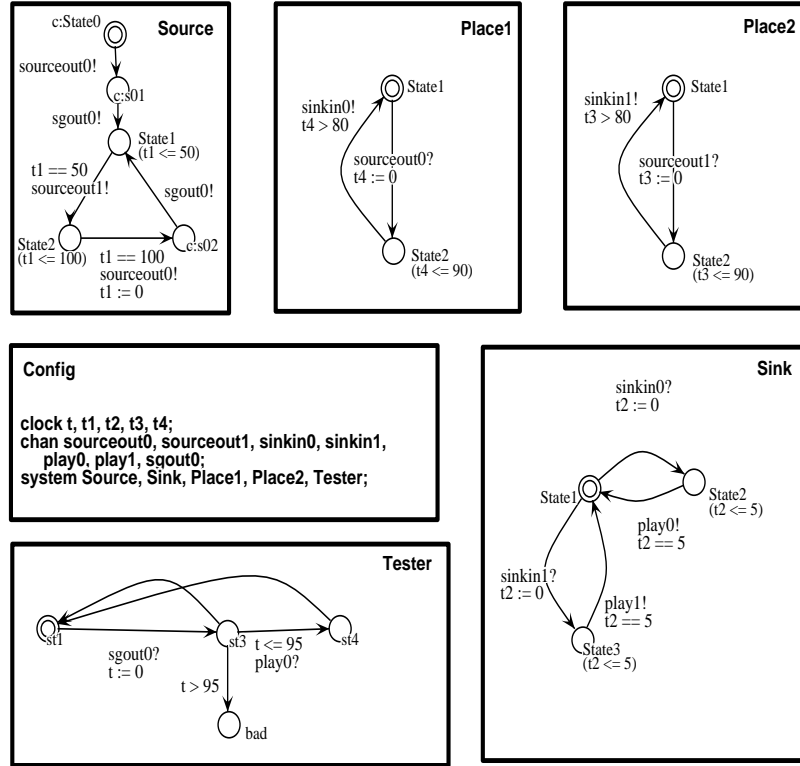 Source
c:State0
sourceout0!
c:s01
sgout0!
State1
(t1 <= 50)
t1 == 50
sourceout1!
sgout0!
State2
(t1 <= 100)
c:s02
t1 == 100
sourceout0!
t1 := 0
Place1
State1
sinkin0!
t4 > 80
sourceout0?
t4 := 0
State2
(t4 <= 90)
Place2
State1
sinkin1!
t3 > 80
sourceout1?
t3 := 0
State2
(t3 <= 90)
Config
clock t, t1, t2, t3, t4;
chan sourceout0, sourceout1, sinkin0, sinkin1,
play0, play1, sgout0;
system Source, Sink, Place1, Place2, Tester;
Sink
sinkin0?
t2 := 0
State1
State2
(t2 <= 5)
play0!
t2 == 5
sinkin1?
t2 := 0
play1!
t2 == 5
State3
(t2 <= 5)
Tester
st1
st3
st4
sgout0?
t := 0
t <= 95
play0?
t > 95
bad